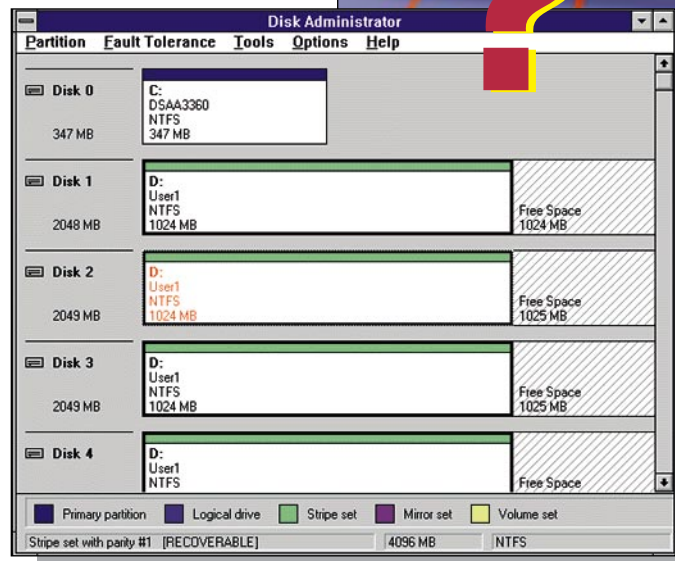 Disk Administrator
Partition Fault Tolerance Tools Options Help
?
Disk 0
347 MB
C:
DSAA3360
NTFS
347 MB
Disk 1
2048 MB
D:
User1
NTFS
1024 MB
Free Space
1024 MB
Disk 2
2049 MB
D:
User1
NTFS
1024 MB
Free Space
1025 MB
Disk 3
2049 MB
D:
User1
NTFS
1024 MB
Free Space
1025 MB
Disk 4
D:
User1
NTFS
Free Space
Primary partition Logical drive Stripe set Mirror set Volume set
Stripe set with parity #1 [RECOVERABLE] 4096 MB NTFS